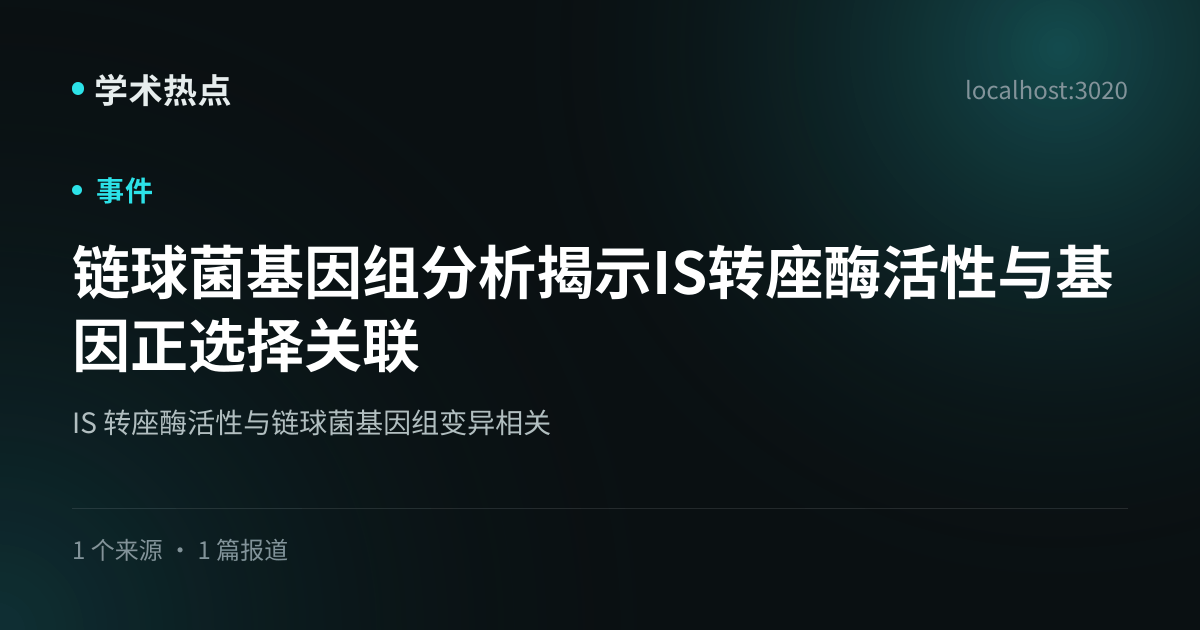 学术热点
localhost:3020
事件
链球菌基因组分析揭示IS转座酶活性与基
因正选择关联
IS 转座酶活性与链球菌基因组变异相关
1 个来源 · 1 篇报道